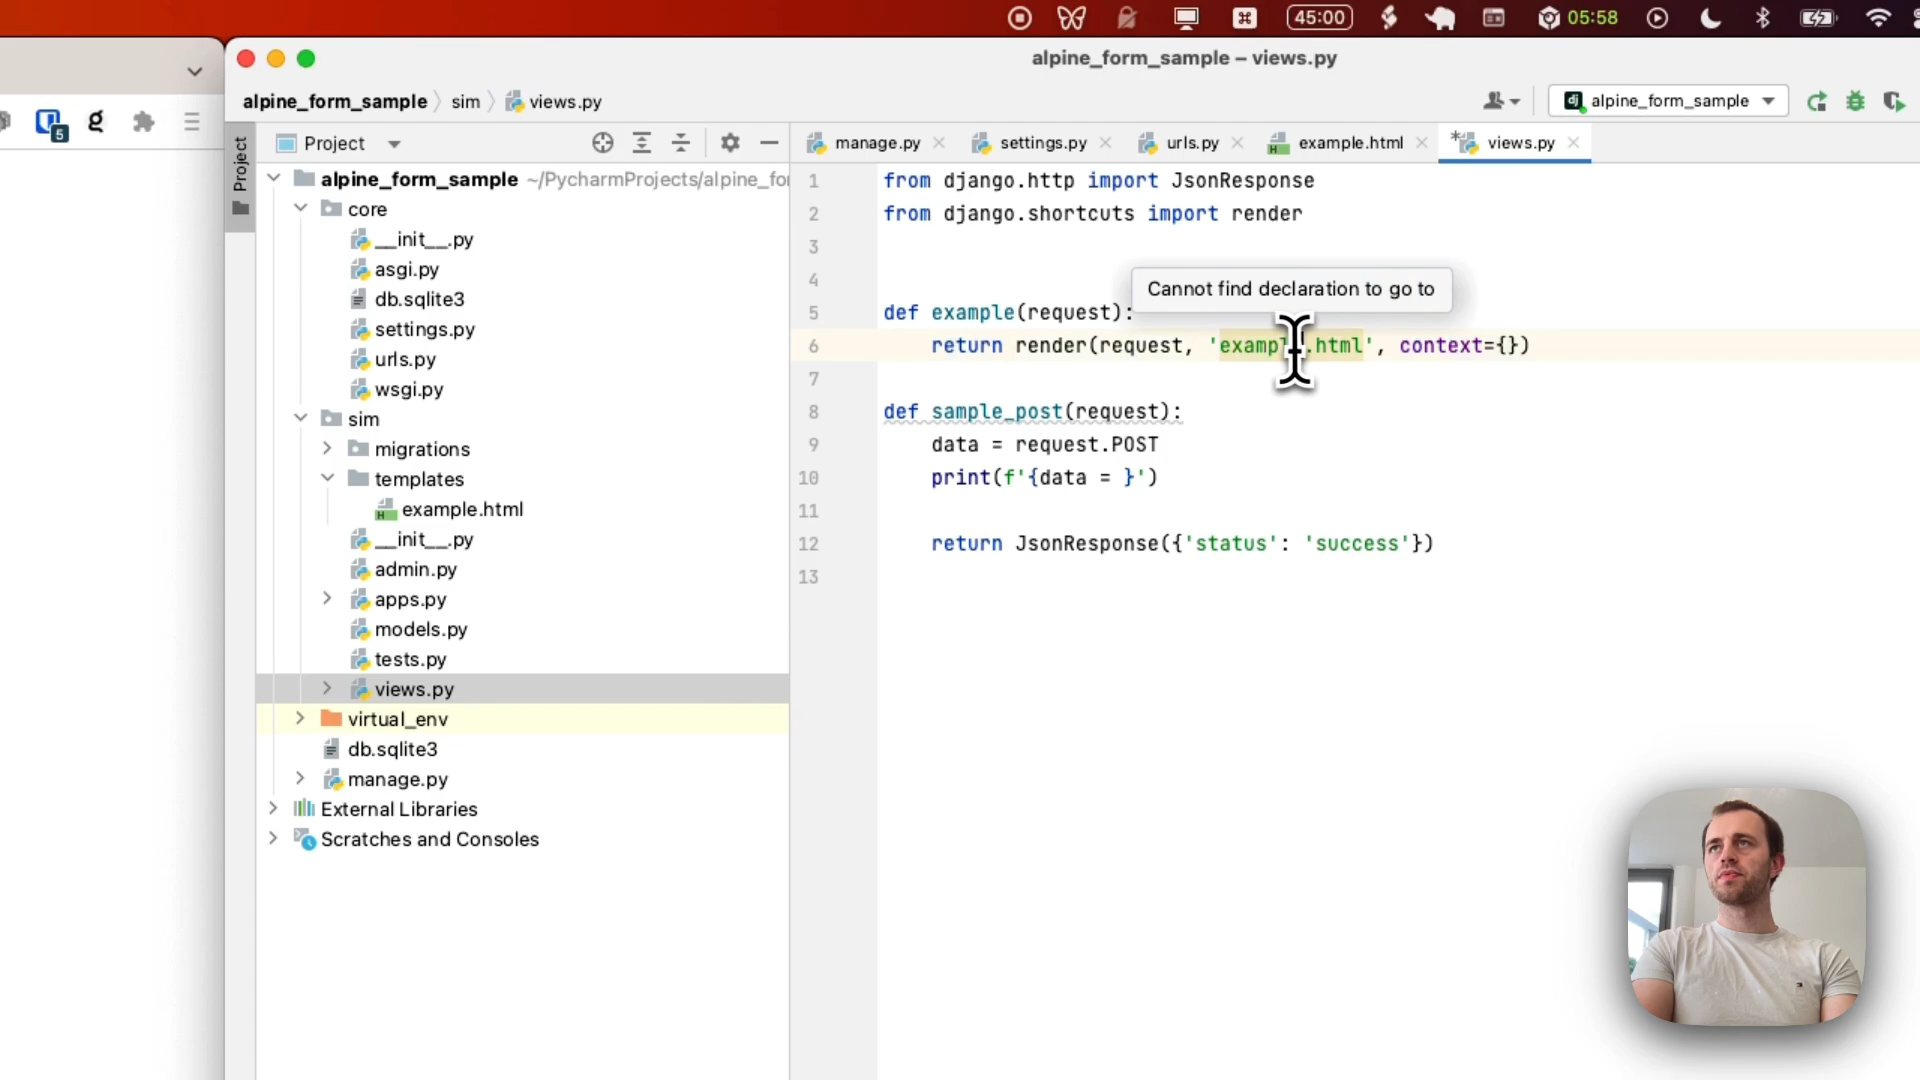 45:00
05:58
alpine_form_sample – views.py
alpine_form_sample
sim
views.py
alpine_form_sample
5
g
Project
Project
manage.py
settings.py
urls.py
example.html
views.py
alpine_form_sample ~/PycharmProjects/alpine_fo
core
__init__.py
asgi.py
db.sqlite3
settings.py
urls.py
wsgi.py
sim
migrations
templates
example.html
__init__.py
admin.py
apps.py
models.py
tests.py
views.py
virtual_env
db.sqlite3
manage.py
External Libraries
Scratches and Consoles
1 from django.http import JsonResponse
2 from django.shortcuts import render
3
4
Cannot find declaration to go to
5 def example(request):
6 return render(request, 'example.html', context={})
7
8 def sample_post(request):
9 data = request.POST
10 print(f'{data = }')
11
12 return JsonResponse({'status': 'success'})
13